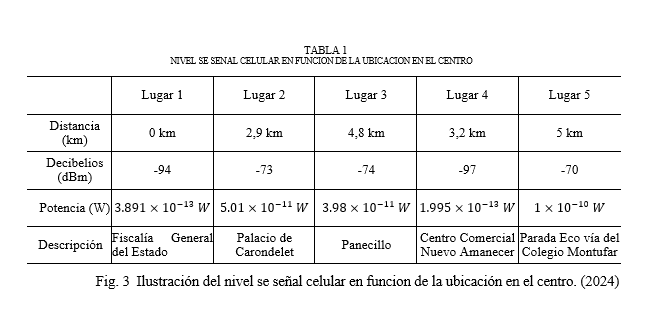 TABLA 1
NIVEL SE SENAL CELULAR EN FUNCION DE LA UBICACION EN EL CENTRO
Lugar 1 Lugar 2 Lugar 3 Lugar 4 Lugar 5
Distancia (km) 0 km 2,9 km 4,8 km 3,2 km 5 km
Decibelios (dBm) -94 -73 -74 -97 -70
Potencia (W) 3.891 × 10⁻¹³ W 5.01 × 10⁻¹¹ W 3.98 × 10⁻¹¹ W 1.995 × 10⁻¹³ W 1 × 10⁻¹⁰ W
Descripción Fiscalía General del Estado Palacio de Carondelet Panecillo Centro Comercial Nuevo Amanecer Parada Eco vía del Colegio Montufar
Fig. 3 Ilustración del nivel se señal celular en funcion de la ubicación en el centro. (2024)